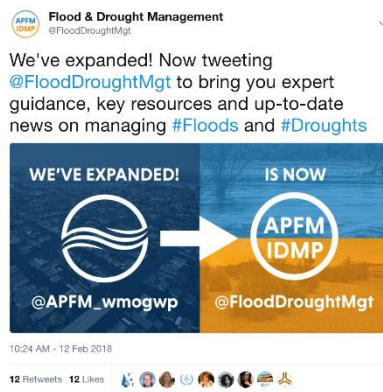 APFM
IDMP
Flood & Drought Management
@FloodDroughtMgt
We've expanded! Now tweeting
@FloodDroughtMgt to bring you expert
guidance, key resources and up-to-date
news on managing #Floods and #Droughts
WE'VE EXPANDED!
IS NOW
APFM
IDMP
@APFM_wmogwp
@FloodDroughtMgt
10:24 AM - 12 Feb 2018
12 Retweets 12 Likes